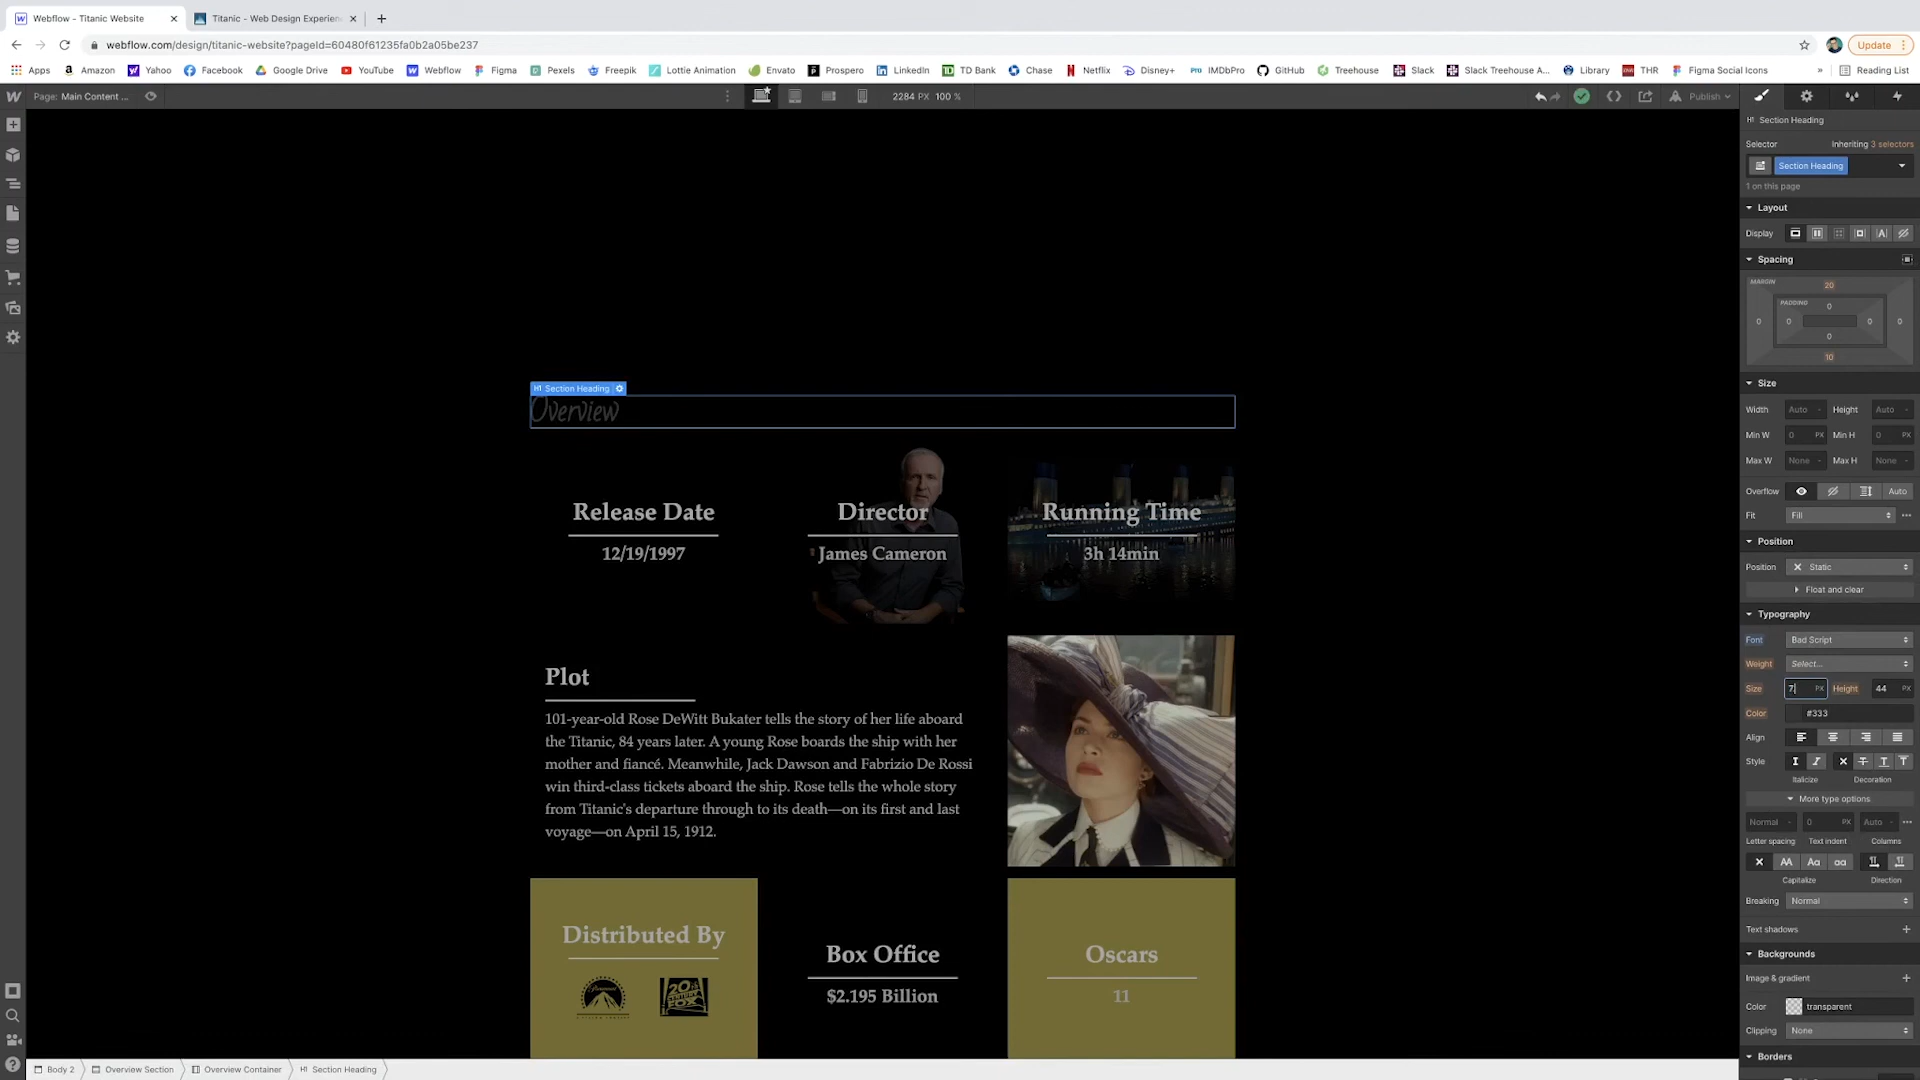 Webflow - Titanic Website
Titanic - Web Design Experien
webflow.com/design/titanic-website?pageId=60480f61235fa0b2a05be237
Update
Apps
Amazon
Yahoo
Facebook
Google Drive
YouTube
Webflow
Figma
Pexels
Freepik
Lottie Animation
Envato
Prospero
LinkedIn
TD Bank
Chase
Netflix
Disney+
IMDbPro
GitHub
Treehouse
Slack
Slack Treehouse A...
Library
THR
Figma Social Icons
»
Reading List
Page: Main Content ...
2284 PX 100 %
Publish
H1 Section Heading
Selector
Inheriting 3 selectors
Section Heading
1 on this page
Layout
Display
Spacing
MARGIN
20
PADDING
0
0 0 0 0
0
10
Size
Width Auto - Height Auto -
Min W 0 PX Min H 0 PX
Max W None - Max H None -
Overflow Auto
Fit Fill
Position
Position Static
Float and clear
Typography
Font Bad Script
Weight Select...
Size 7 PX Height 44 PX
Color #333
Align
Style
Italicize Decoration
More type options
Normal - 0 PX Auto -
Letter spacing Text indent Columns
AA Aa aa
Capitalize Direction
Breaking Normal
Text shadows
Backgrounds
Image & gradient
Color transparent
Clipping None
Borders
H1 Section Heading
Overview
Release Date
12/19/1997
Director
James Cameron
Running Time
3h 14min
Plot
101-year-old Rose DeWitt Bukater tells the story of her life aboard
the Titanic, 84 years later. A young Rose boards the ship with her
mother and fiancé. Meanwhile, Jack Dawson and Fabrizio De Rossi
win third-class tickets aboard the ship. Rose tells the whole story
from Titanic's departure through to its death—on its first and last
voyage—on April 15, 1912.
Distributed By
Paramount
20th
CENTURY
FOX
Box Office
$2.195 Billion
Oscars
11
Body 2
Overview Section
Overview Container
H1 Section Heading